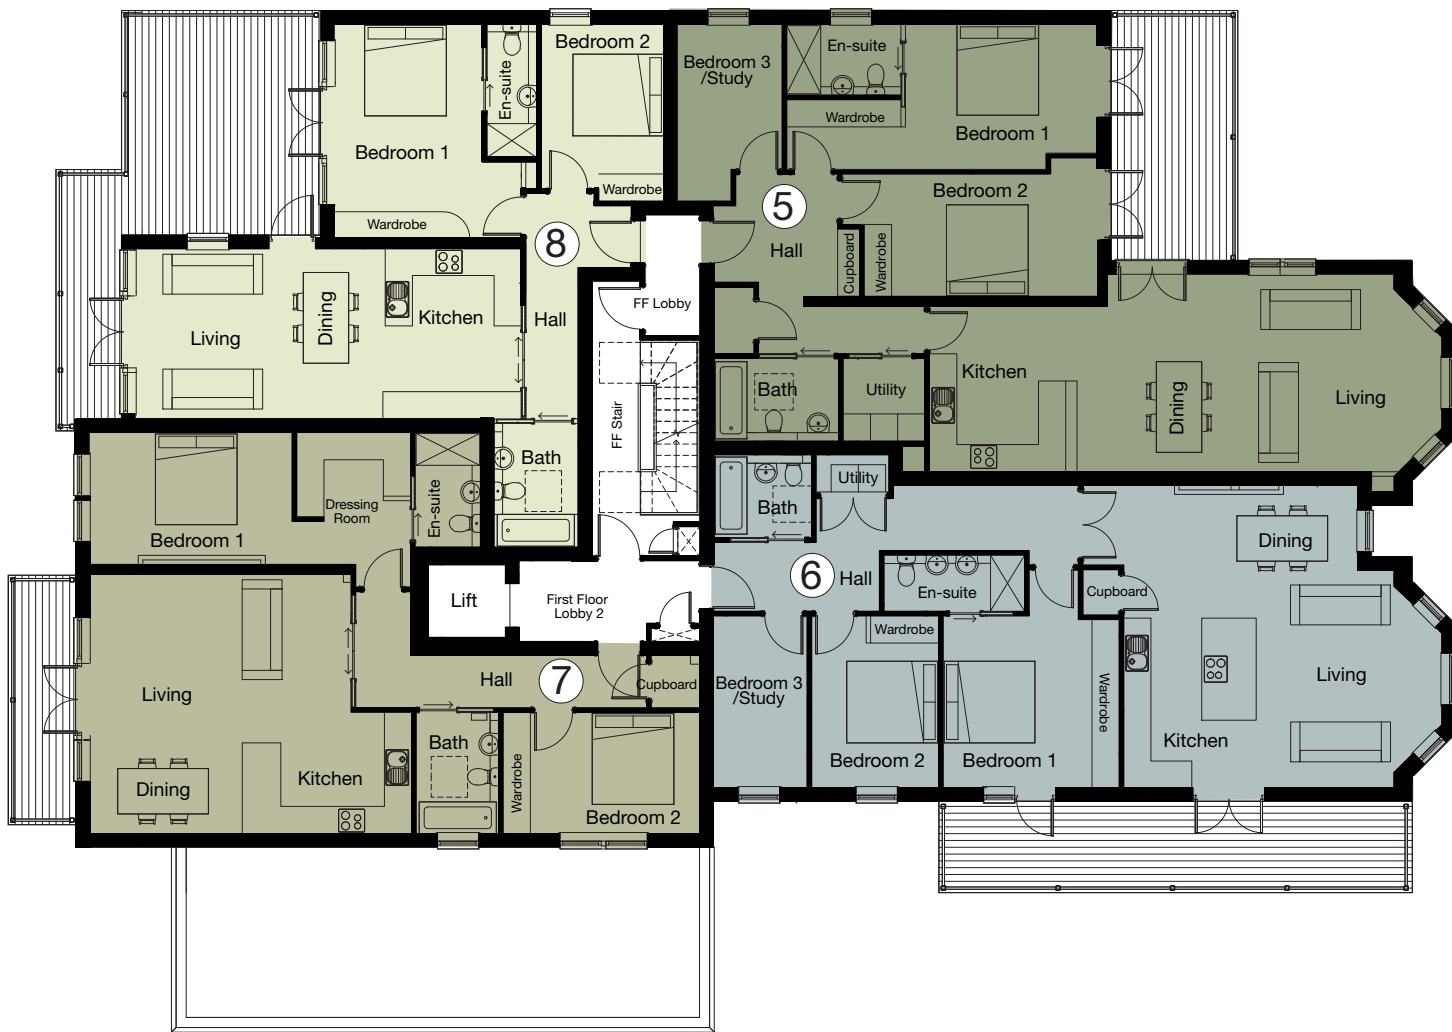 Bedroom 1
En-suite
Bedroom 2
Wardrobe
Wardrobe
8
Living
Dining
Kitchen
Hall
Bath
Bedroom 3
/Study
En-suite
Wardrobe
Bedroom 1
Bedroom 2
5
Hall
Cupboard
Wardrobe
Kitchen
Dining
Living
Bath
Utility
FF Lobby
FF Stair
Lift
First Floor
Lobby 2
Bedroom 1
Dressing
Room
En-suite
Living
Hall
7
Cupboard
Dining
Kitchen
Bath
Wardrobe
Bedroom 2
Bath
Utility
6
Hall
En-suite
Cupboard
Dining
Wardrobe
Bedroom 3
/Study
Bedroom 2
Bedroom 1
Wardrobe
Kitchen
Living